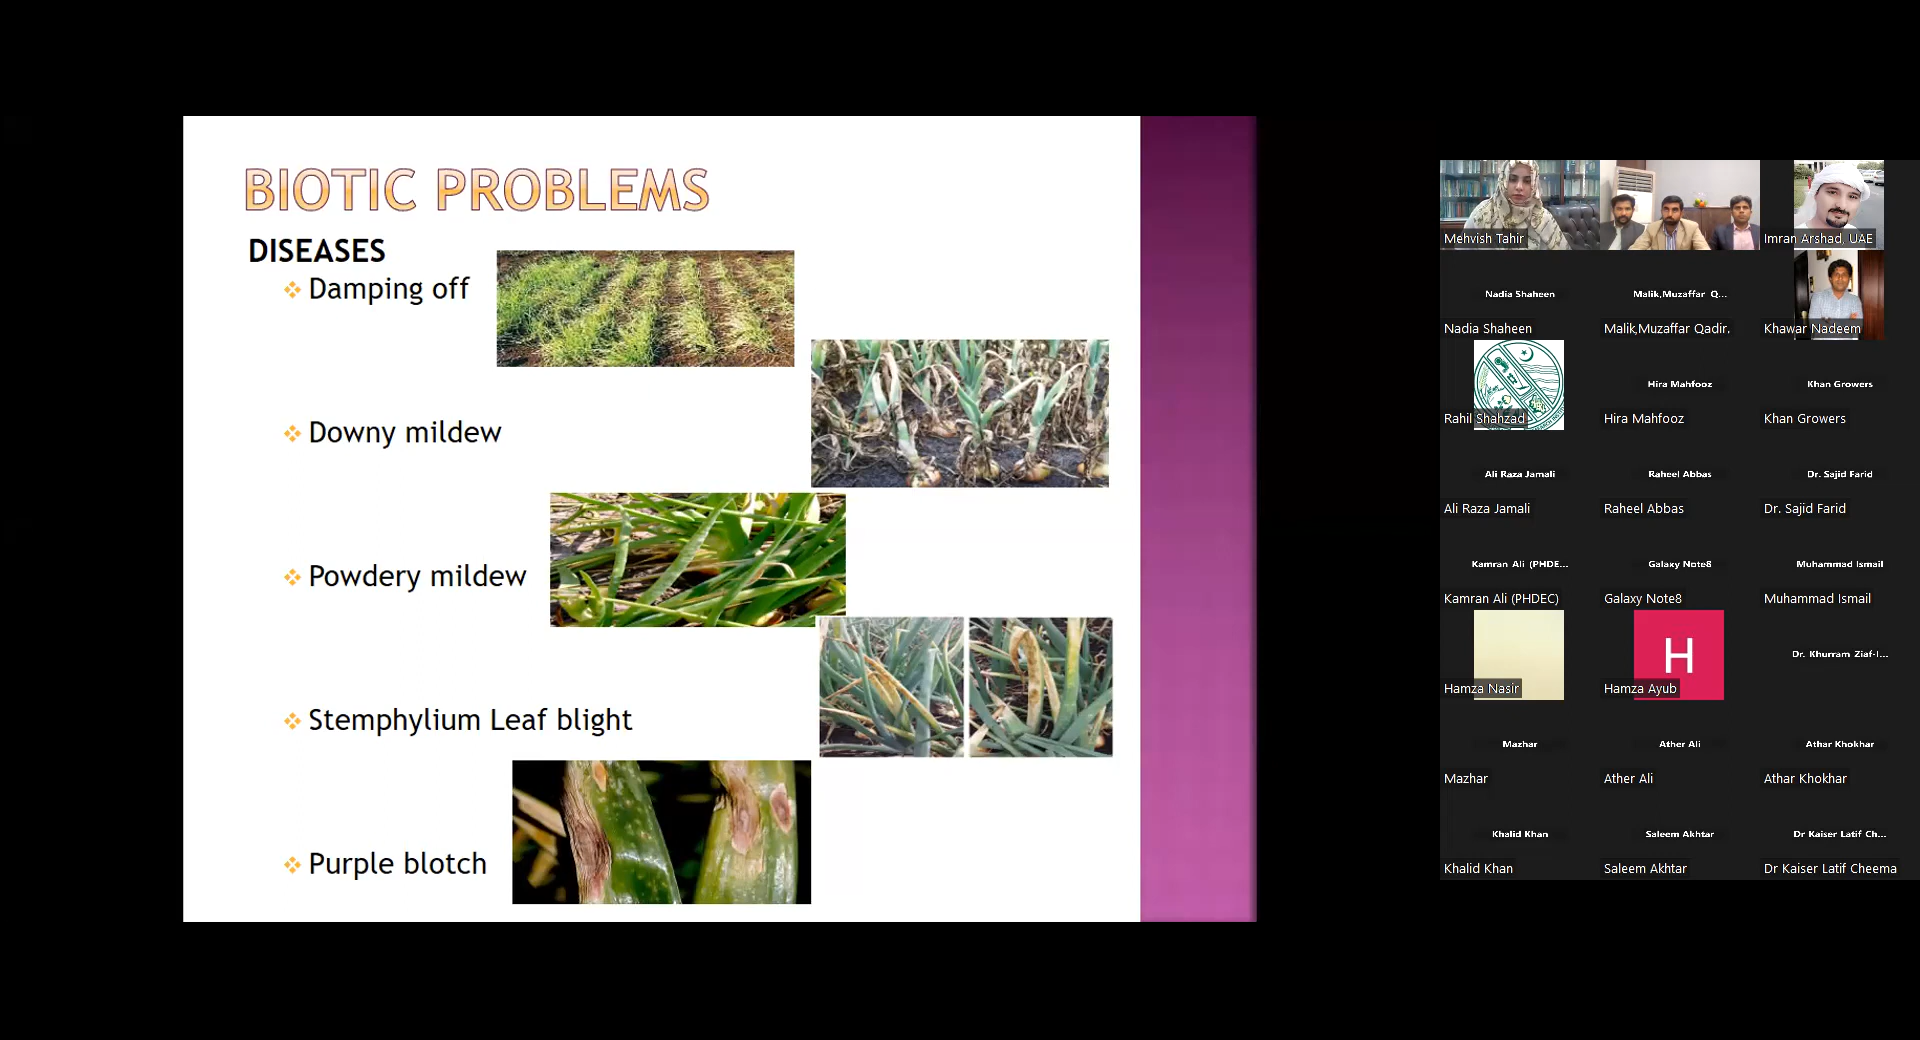 BIOTIC PROBLEMS
DISEASES
Damping off
Downy mildew
Powdery mildew
Stemphylium Leaf blight
Purple blotch
Mehvish Tahir
Imran Arshad, UAE
Nadia Shaheen
Malik,Muzaffar Q...
Nadia Shaheen
Malik,Muzaffar Qadir.
Khawar Nadeem
Hira Mahfooz
Khan Growers
Rahil Shahzad
Hira Mahfooz
Khan Growers
Ali Raza Jamali
Raheel Abbas
Dr. Sajid Farid
Ali Raza Jamali
Raheel Abbas
Dr. Sajid Farid
Kamran Ali (PHDE...
Galaxy Note8
Muhammad Ismail
Kamran Ali (PHDEC)
Galaxy Note8
Muhammad Ismail
H
Dr. Khurram Ziaf-I...
Hamza Nasir
Hamza Ayub
Mazhar
Ather Ali
Athar Khokhar
Mazhar
Ather Ali
Athar Khokhar
Khalid Khan
Saleem Akhtar
Dr Kaiser Latif Ch...
Khalid Khan
Saleem Akhtar
Dr Kaiser Latif Cheema